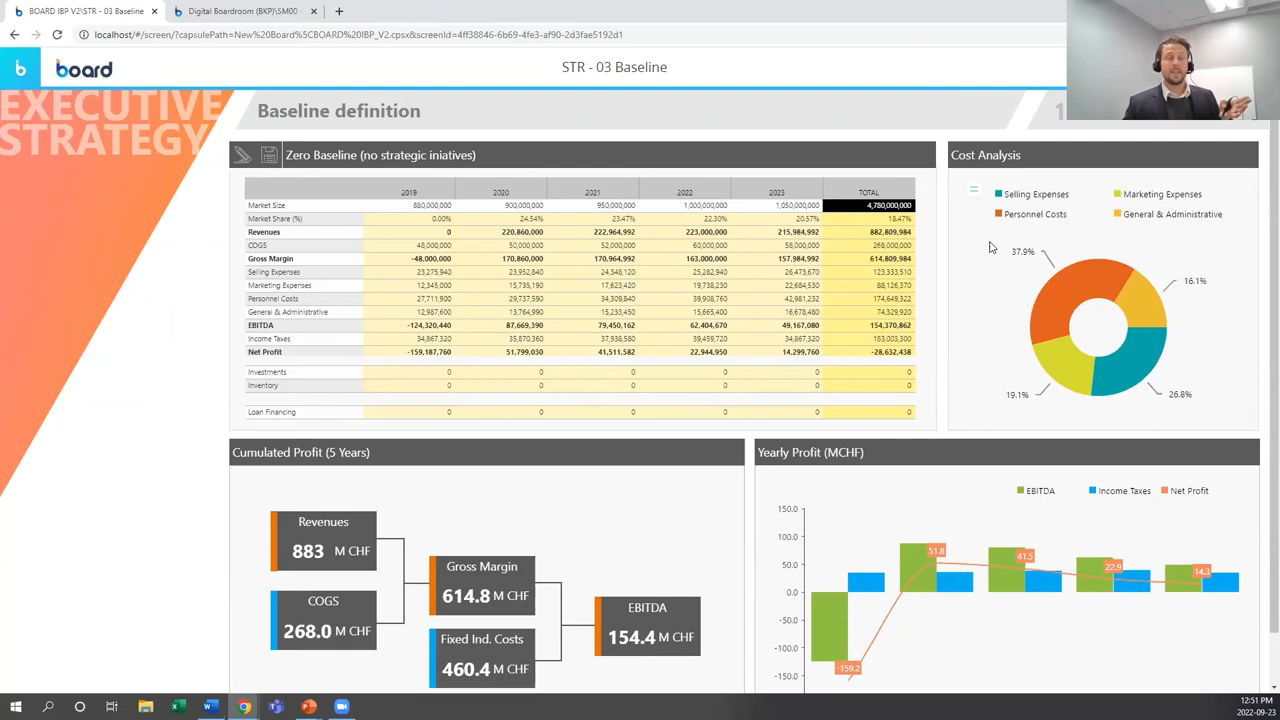 BOARD IBP V2\STR - 03 Baseline
Digital Boardroom (BKP)\SM00 -
localhost/#/screen/?capsulePath=New%20Board%5CBOARD%20IBP_V2.cpsx&screenId=4ff38846-6b69-4fe3-af90-2d3fae5192d1
b board
STR - 03 Baseline
EXECUTIVE
STRATEGY
Baseline definition
1
Zero Baseline (no strategic iniatives)
2019 2020 2021 2022 2023 TOTAL
Market Size 880,000,000 900,000,000 950,000,000 1,000,000,000 1,050,000,000 4,780,000,000
Market Share (%) 0.00% 24.54% 23.47% 22.30% 20.57% 18.47%
Revenues 0 220,860,000 222,964,992 223,000,000 215,984,992 882,809,984
COGS 48,000,000 50,000,000 52,000,000 60,000,000 58,000,000 268,000,000
Gross Margin -48,000,000 170,860,000 170,964,992 163,000,000 157,984,992 614,809,984
Selling Expenses 23,275,940 23,952,840 24,348,120 25,282,940 26,473,670 123,333,510
Marketing Expenses 12,345,000 15,735,190 17,623,420 19,738,230 22,684,530 88,126,370
Personnel Costs 27,711,900 29,737,590 34,309,840 39,908,760 42,981,232 174,649,322
General & Administrative 12,987,600 13,764,990 15,233,450 15,665,400 16,678,480 74,329,920
EBITDA -124,320,440 87,669,390 79,450,162 62,404,670 49,167,080 154,370,862
Income Taxes 34,867,320 35,870,360 37,938,580 39,459,720 34,867,320 183,003,300
Net Profit -159,187,760 51,799,030 41,511,582 22,944,950 14,299,760 -28,632,438
Investments 0 0 0 0 0 0
Inventory 0 0 0 0 0 0
Loan Financing 0 0 0 0 0 0
Cost Analysis
Selling Expenses Marketing Expenses
Personnel Costs General & Administrative
37.9%
16.1%
19.1%
26.8%
Cumulated Profit (5 Years)
Revenues
883 M CHF
COGS
268.0 M CHF
Gross Margin
614.8 M CHF
Fixed Ind. Costs
460.4 M CHF
EBITDA
154.4 M CHF
Yearly Profit (MCHF)
EBITDA Income Taxes Net Profit
150.0
100.0
50.0
0.0
-50.0
-100.0
-150.0
-159.2
51.8
41.5
22.9
14.3
12:51 PM
2022-09-23